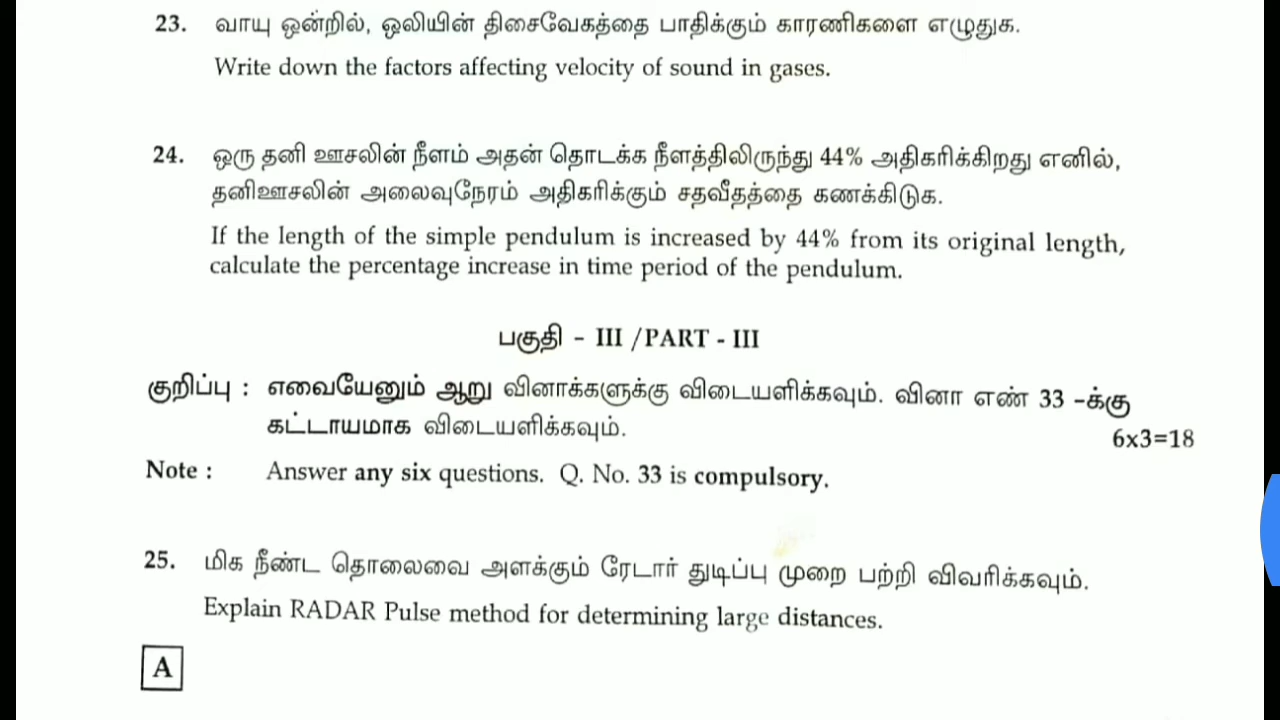 23. வாயு ஒன்றில், ஒலியின் திசைவேகத்தை பாதிக்கும் காரணிகளை எழுதுக.
Write down the factors affecting velocity of sound in gases.
24. ஒரு தனி ஊசலின் நீளம் அதன் தொடக்க நீளத்திலிருந்து 44% அதிகரிக்கிறது எனில்,
தனிஊசலின் அலைவுநேரம் அதிகரிக்கும் சதவீதத்தை கணக்கிடுக.
If the length of the simple pendulum is increased by 44% from its original length,
calculate the percentage increase in time period of the pendulum.
பகுதி - III /PART - III
குறிப்பு : எவையேனும் ஆறு வினாக்களுக்கு விடையளிக்கவும். வினா எண் 33 -க்கு
கட்டாயமாக விடையளிக்கவும்.
6x3=18
Note : Answer any six questions. Q. No. 33 is compulsory.
25. மிக நீண்ட தொலைவை அளக்கும் ரேடார் துடிப்பு முறை பற்றி விவரிக்கவும்.
Explain RADAR Pulse method for determining large distances.
A